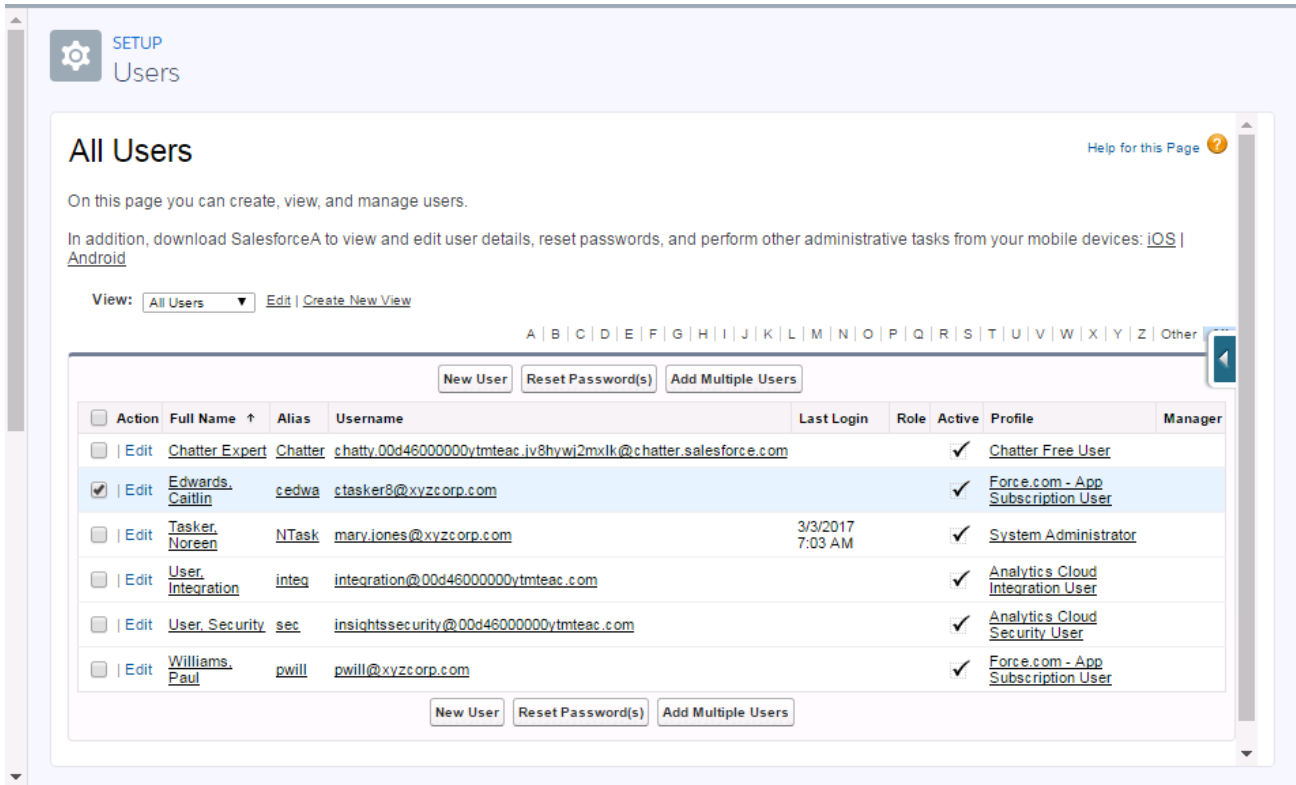 SETUP
Users
All Users
Help for this Page ?
On this page you can create, view, and manage users.
In addition, download SalesforceA to view and edit user details, reset passwords, and perform other administrative tasks from your mobile devices: iOS |
Android
View: All Users Edit | Create New View
A | B | C | D | E | F | G | H | I | J | K | L | M | N | O | P | Q | R | S | T | U | V | W | X | Y | Z | Other
New User Reset Password(s) Add Multiple Users
Action Full Name ↑ Alias Username Last Login Role Active Profile Manager
| Edit Chatter Expert Chatter chatty.00d46000000ytmteac.jv8hywj2mxlk@chatter.salesforce.com Chatter Free User
| Edit Edwards, Caitlin cedwa ctasker8@xyzcorp.com Force.com - App Subscription User
| Edit Tasker, Noreen NTask mary.jones@xyzcorp.com 3/3/2017 7:03 AM System Administrator
| Edit User, Integration integ integration@00d46000000ytmteac.com Analytics Cloud Integration User
| Edit User, Security sec insightssecurity@00d46000000ytmteac.com Analytics Cloud Security User
| Edit Williams, Paul pwill pwill@xyzcorp.com Force.com - App Subscription User
New User Reset Password(s) Add Multiple Users